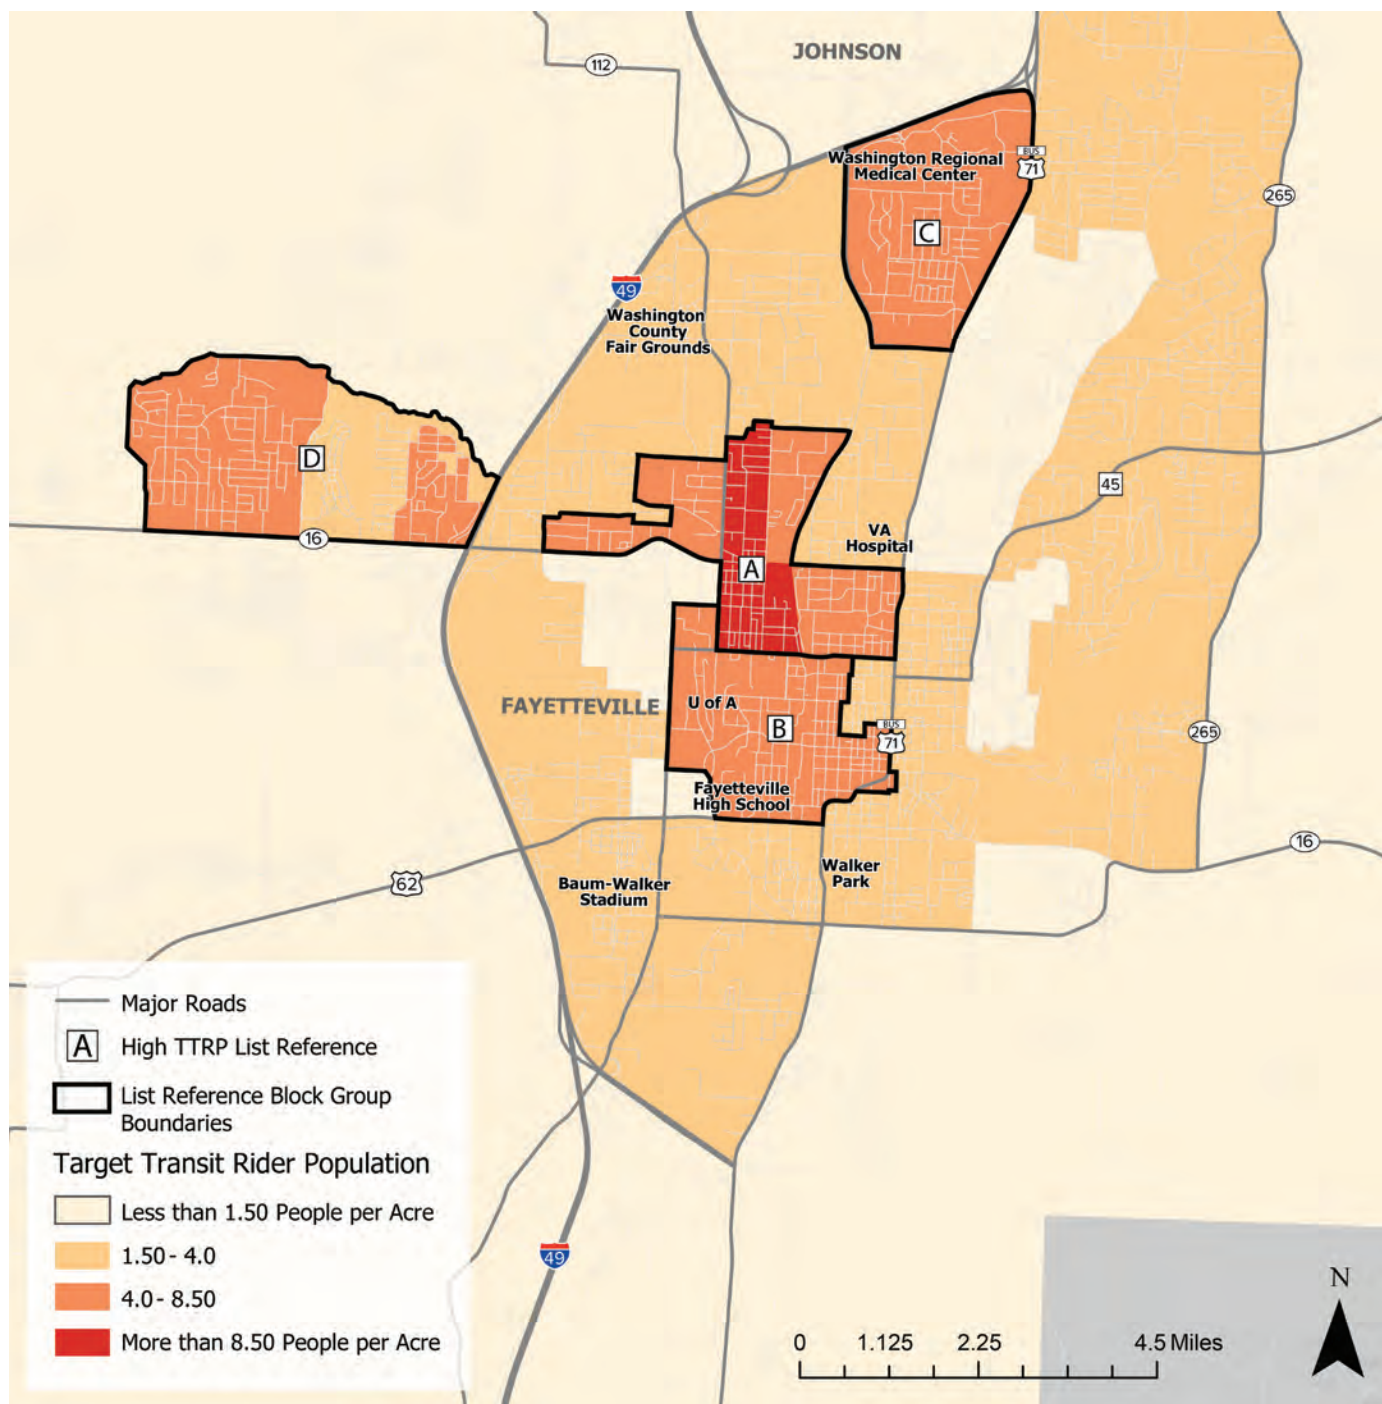 JOHNSON
112
Washington Regional
Medical Center
BUS
71
C
265
49
Washington
County
Fair Grounds
D
45
16
VA
Hospital
A
FAYETTEVILLE
U of A
B
BUS
71
265
Fayetteville
High School
16
Walker
Park
62
Baum-Walker
Stadium
Major Roads
A High TTRP List Reference
List Reference Block Group
Boundaries
Target Transit Rider Population
Less than 1.50 People per Acre
1.50 - 4.0
4.0 - 8.50
More than 8.50 People per Acre
49
N
0 1.125 2.25 4.5 Miles